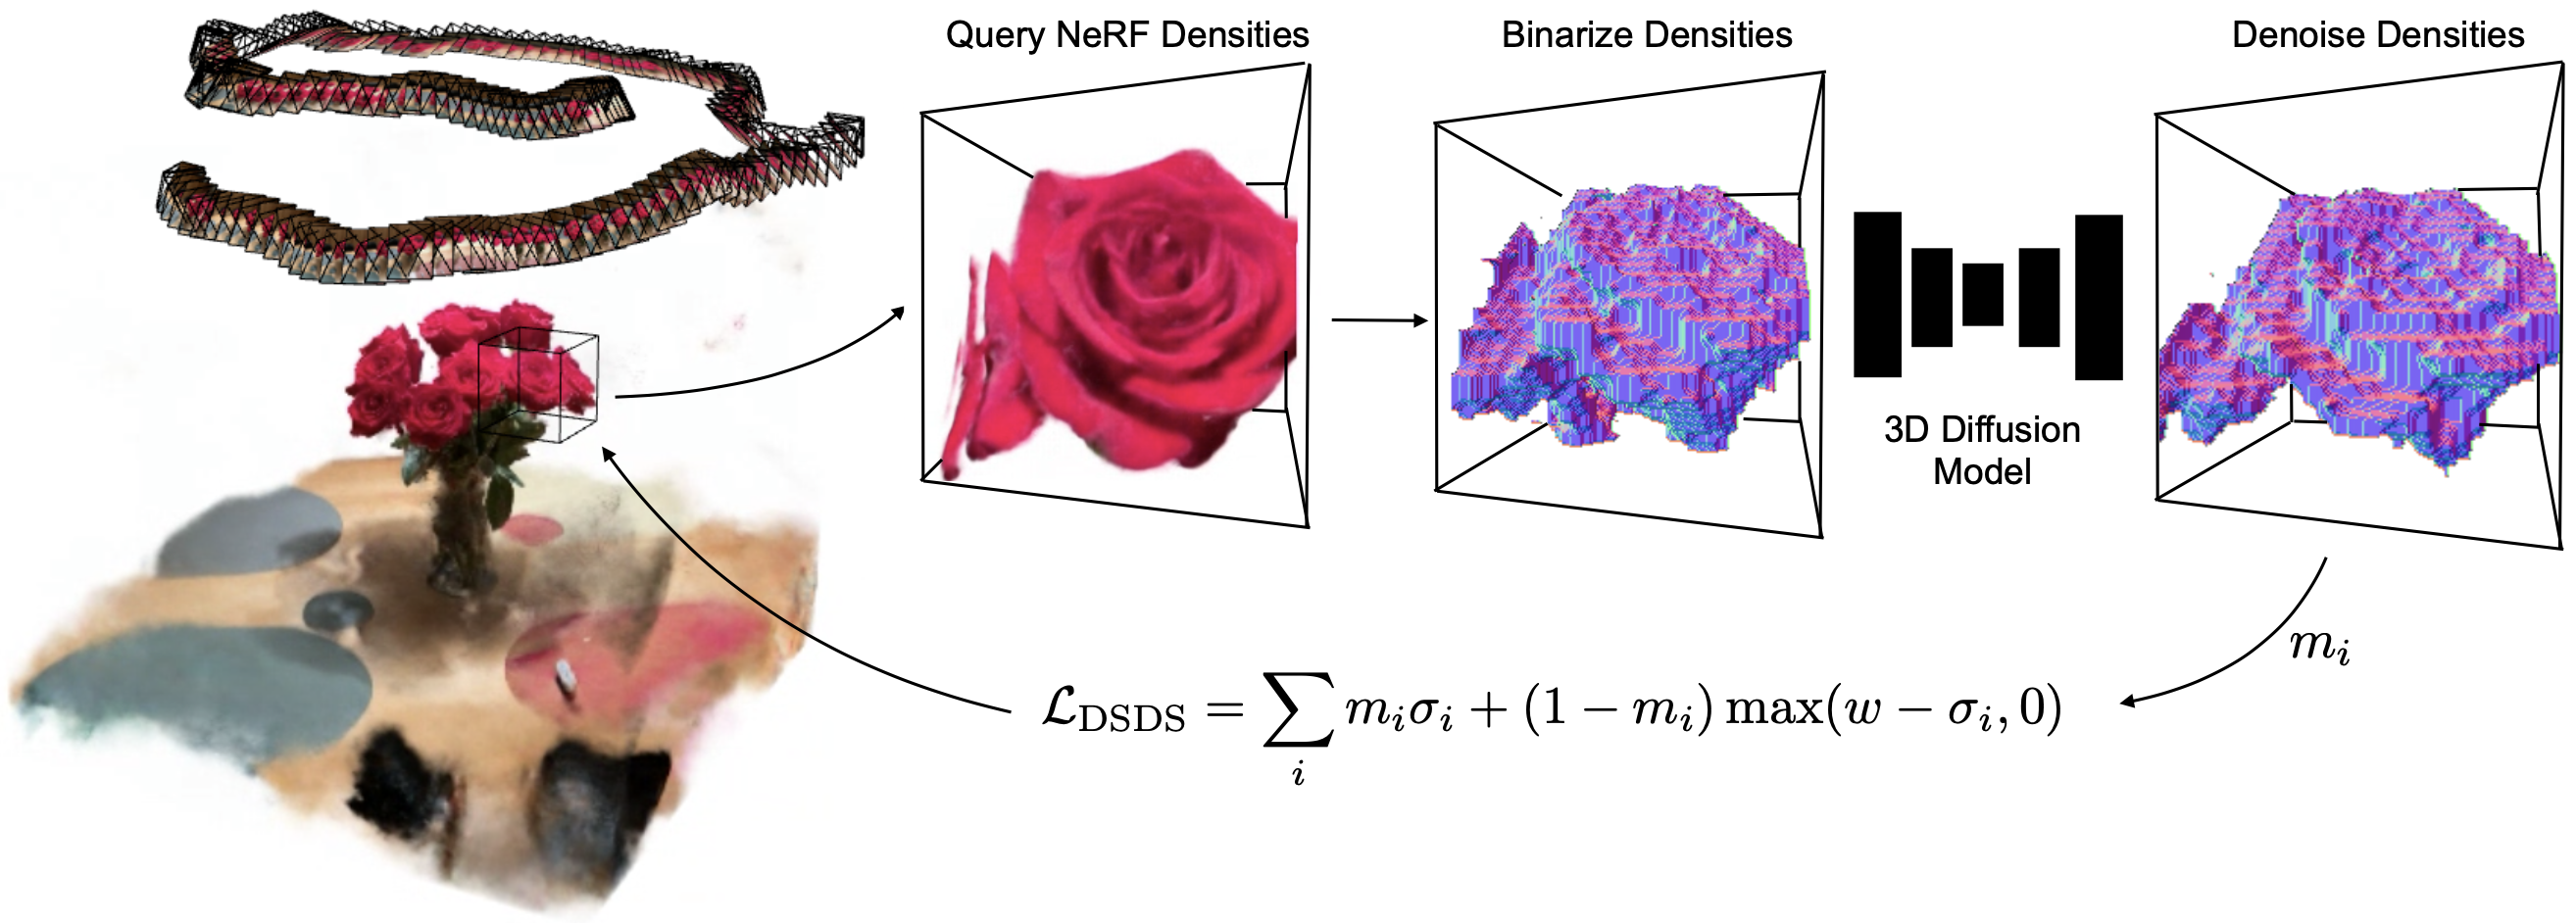 Query NeRF Densities
Binarize Densities
Denoise Densities
3D Diffusion
Model
m_i
\mathcal{L}_{\mathrm{DSDS}} = \sum_i m_i \sigma_i + (1 - m_i) \max(w - \sigma_i, 0)